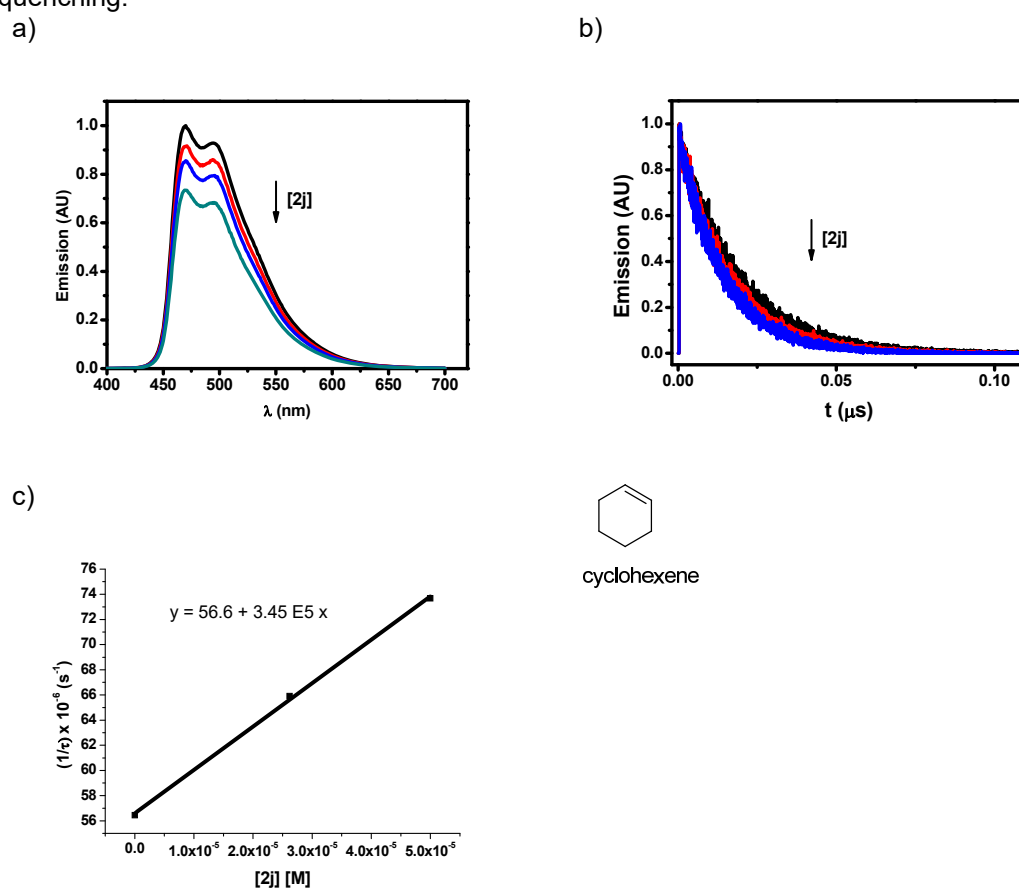 quenching.
a)
b)
1.0
0.8
0.6
0.4
0.2
0.0
400 450 500 550 600 650 700
Emission (AU)
λ (nm)
[2j]
1.0
0.8
0.6
0.4
0.2
0.0
0.00 0.05 0.10
Emission (AU)
t (μs)
[2j]
c)
76
74
72
70
68
66
64
62
60
58
56
0.0 1.0x10⁻⁵ 2.0x10⁻⁵ 3.0x10⁻⁵ 4.0x10⁻⁵ 5.0x10⁻⁵
(1/τ) x 10⁻⁶ (s⁻¹)
[2j] [M]
y = 56.6 + 3.45 E5 x
cyclohexene